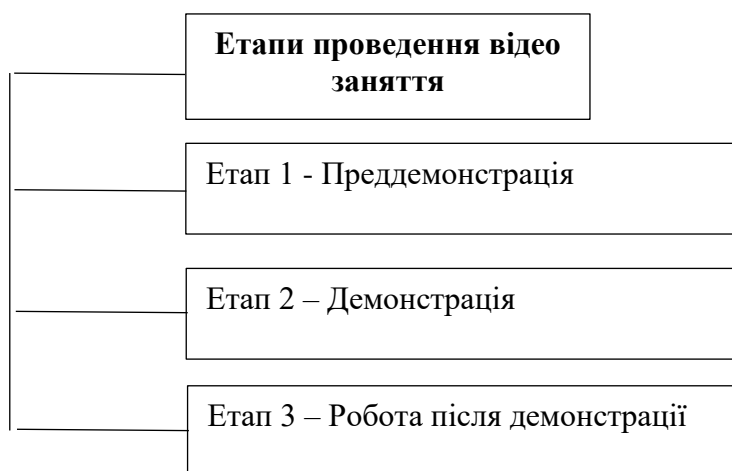 Етапи проведення відео
заняття
Етап 1 - Преддемонстрація
Етап 2 – Демонстрація
Етап 3 – Робота після демонстрації